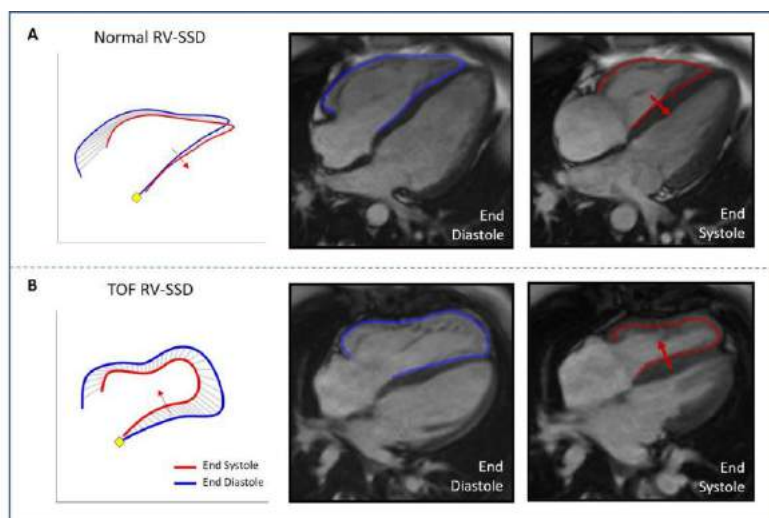 A
Normal RV-SSD
End
Diastole
End
Systole
B
TOF RV-SSD
End Systole
End Diastole
End
Diastole
End
Systole